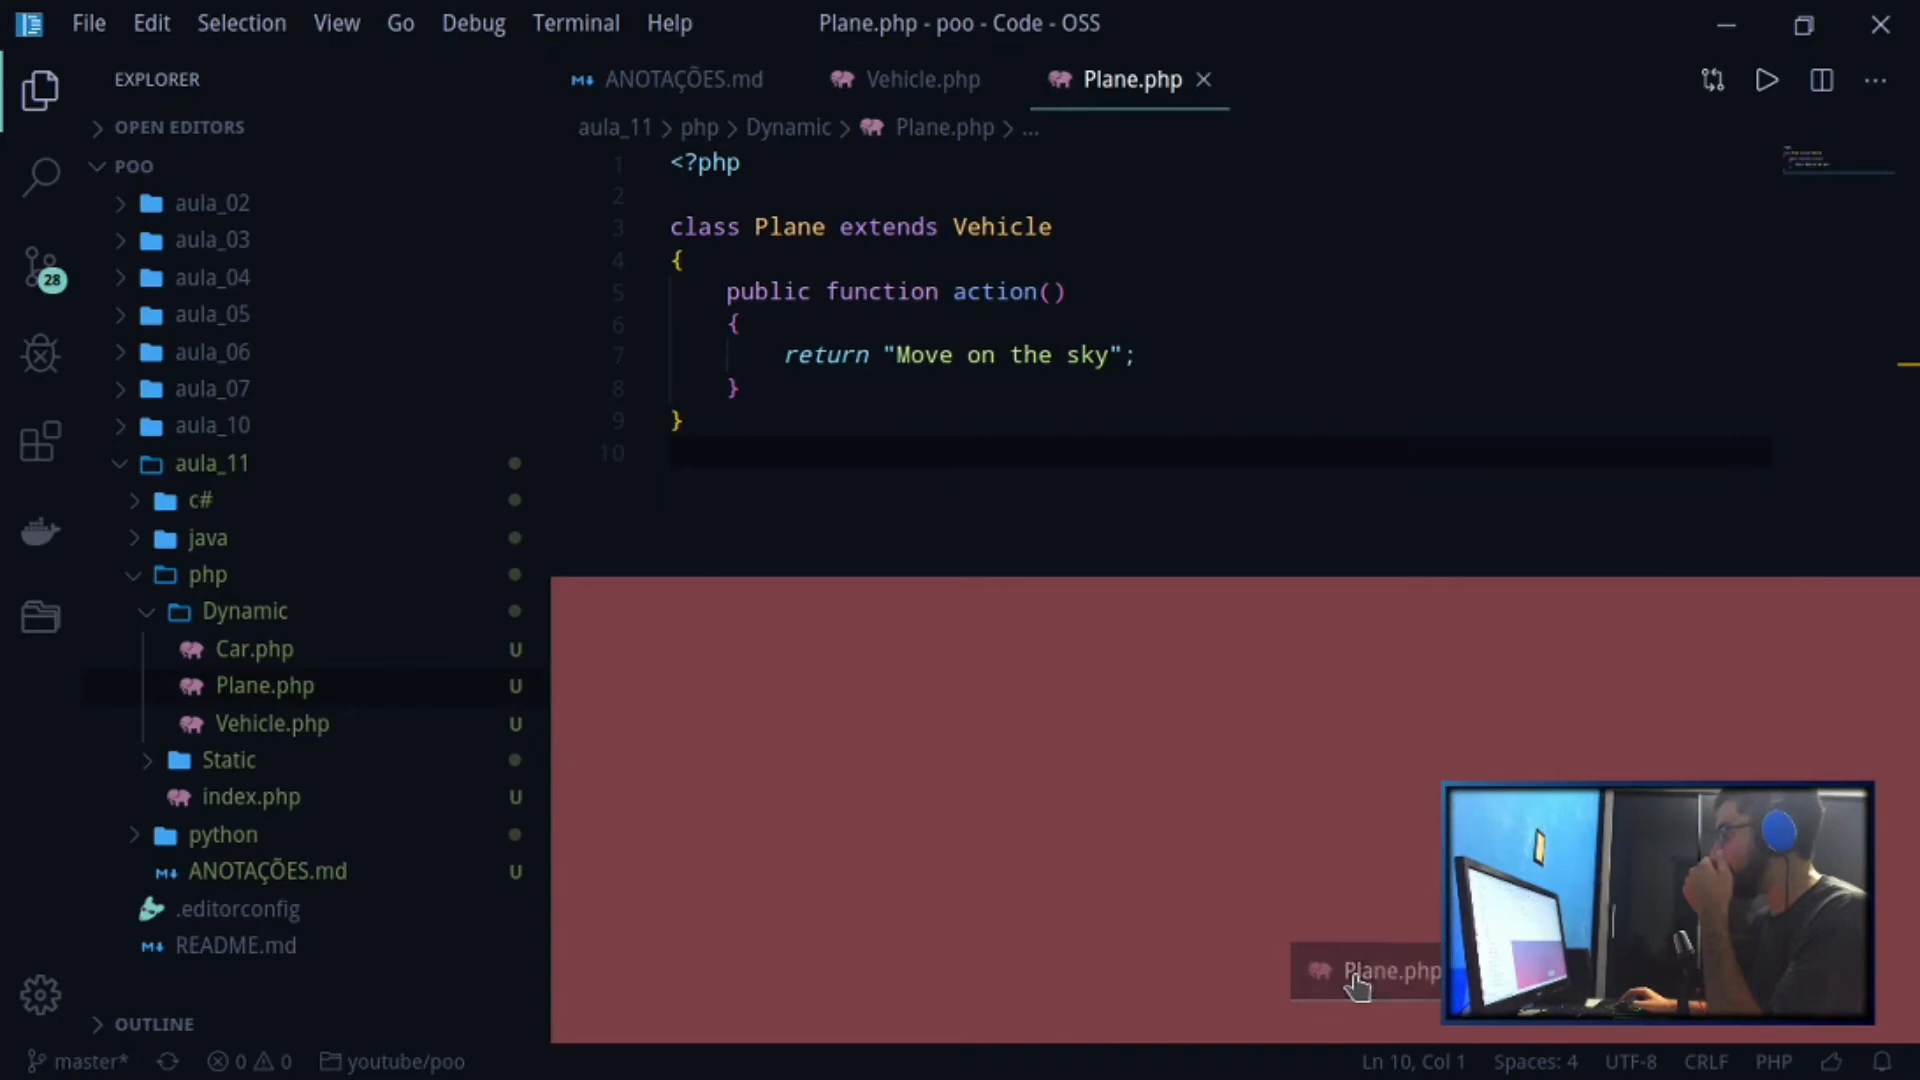 File Edit Selection View Go Debug Terminal Help Plane.php - poo - Code - OSS
EXPLORER
OPEN EDITORS
POO
aula_02
aula_03
aula_04
aula_05
aula_06
aula_07
aula_10
aula_11
c#
java
php
Dynamic
Car.php U
Plane.php U
Vehicle.php U
Static
index.php U
python
ANOTAÇÕES.md U
.editorconfig
README.md
OUTLINE
28
ANOTAÇÕES.md Vehicle.php Plane.php
aula_11 > php > Dynamic > Plane.php > ...
1 <?php
2
3 class Plane extends Vehicle
4 {
5 public function action()
6 {
7 return "Move on the sky";
8 }
9 }
10
Plane.php
master* 0 0 youtube/poo Ln 10, Col 1 Spaces: 4 UTF-8 CRLF PHP